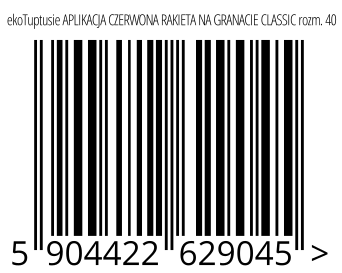 ekoTuptusie APLIKACJA CZERWONA RAKIETA NA GRANACIE CLASSIC rozm. 40
5 904422 629045 >